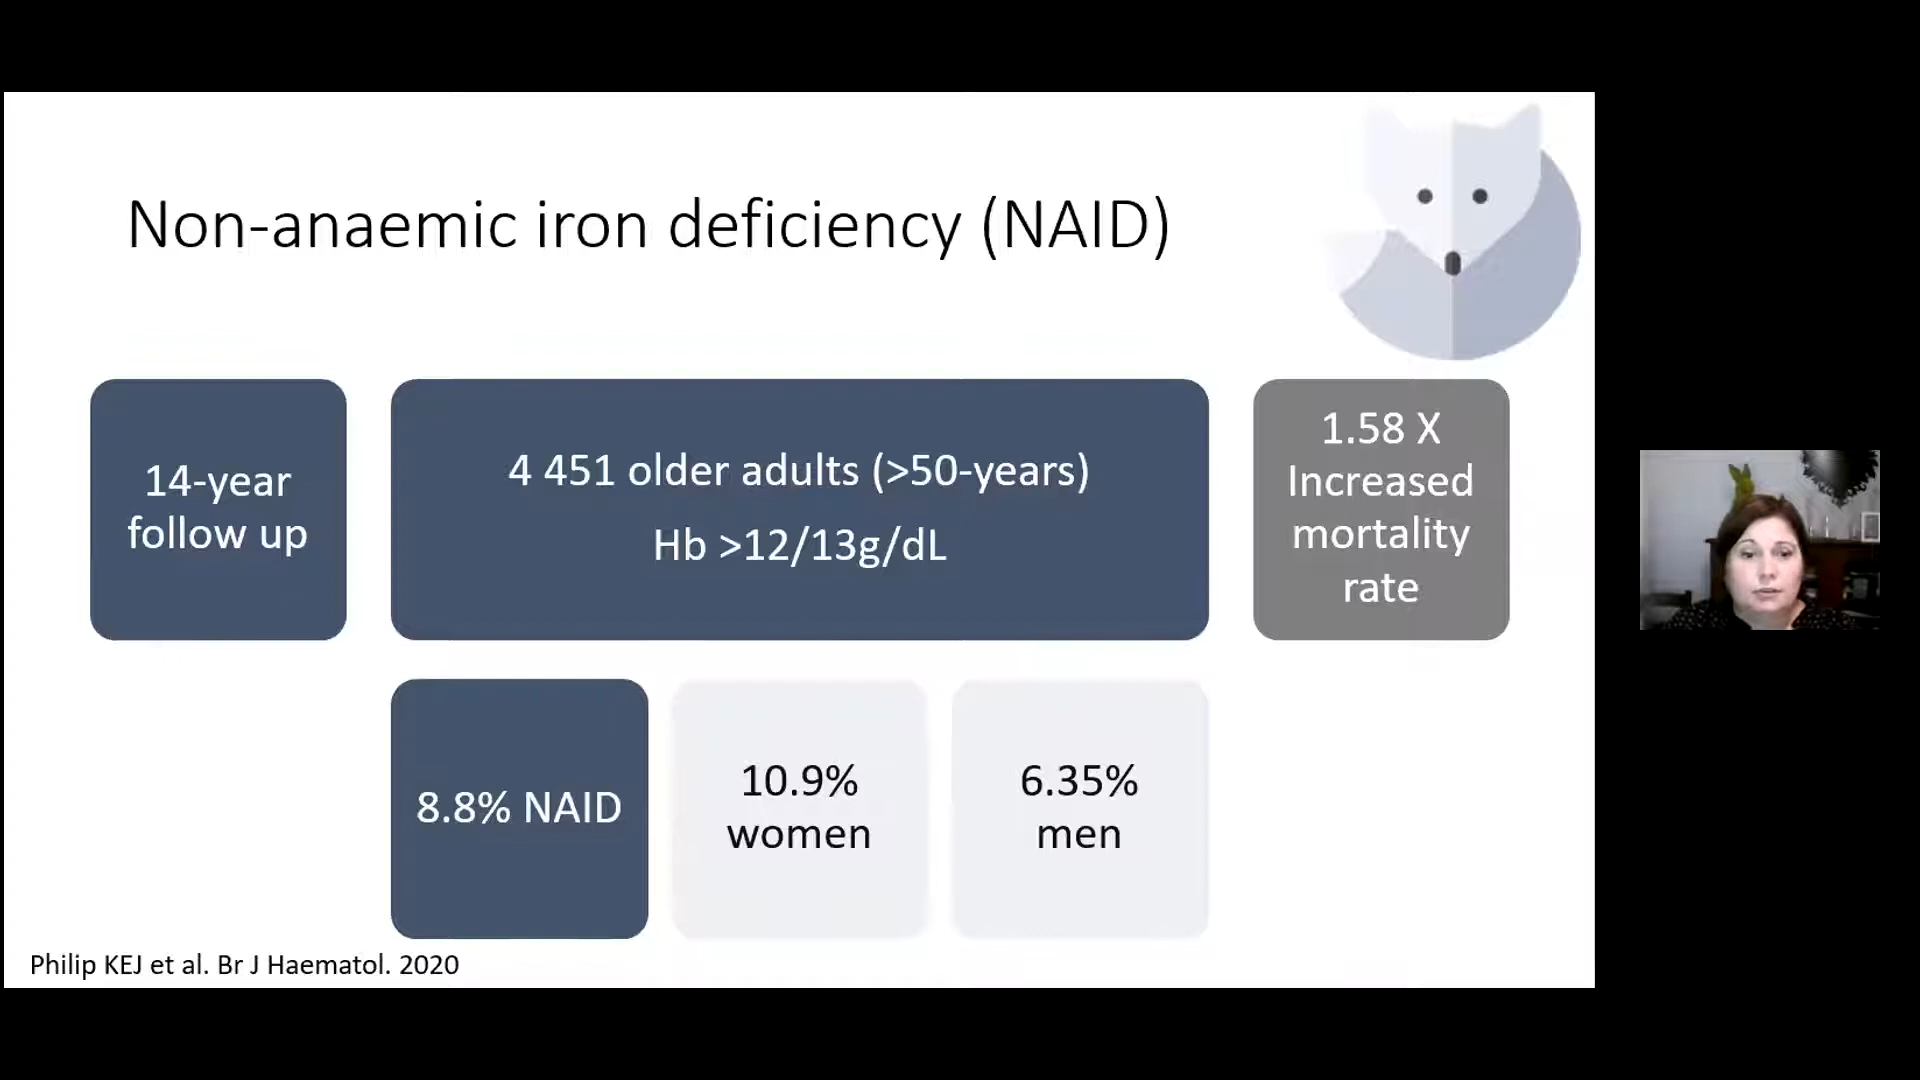 Non-anaemic iron deficiency (NAID)
14-year
follow up
4 451 older adults (>50-years)
Hb >12/13g/dL
1.58 X
Increased
mortality
rate
8.8% NAID
10.9%
women
6.35%
men
Philip KEJ et al. Br J Haematol. 2020